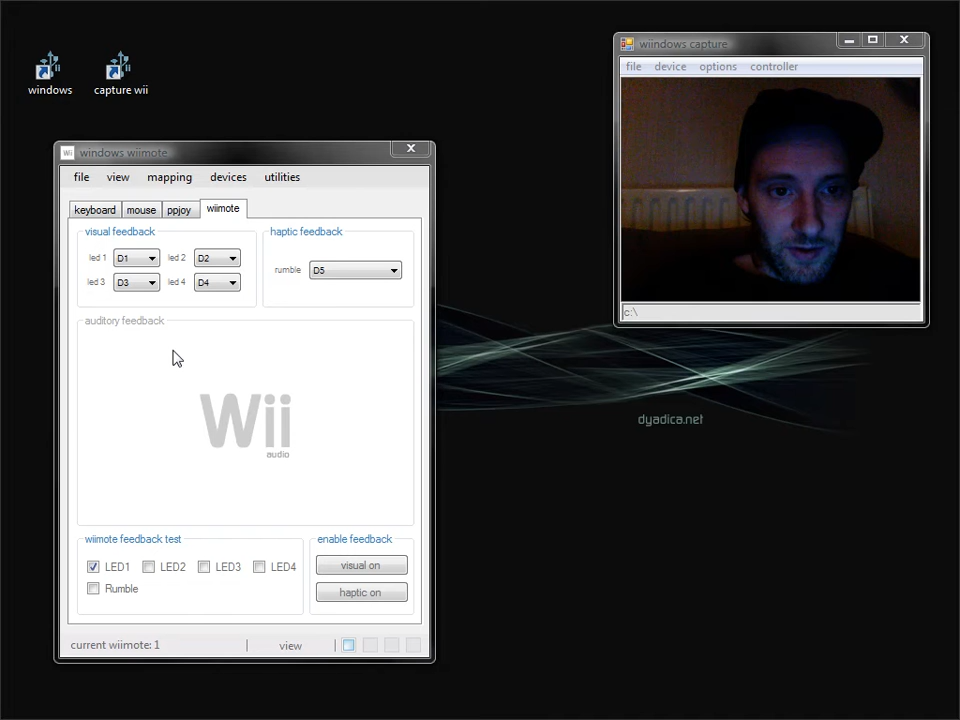 windows
capture wii
Wii windows wiimote
file view mapping devices utilities
keyboard mouse ppjoy wiimote
visual feedback
led 1 D1 led 2 D2
led 3 D3 led 4 D4
haptic feedback
rumble D5
auditory feedback
Wii
audio
wiimote feedback test
LED1 LED2 LED3 LED4
Rumble
enable feedback
visual on
haptic on
current wiimote: 1 view
wiindows capture
file device options controller
c:\
dyadica.net